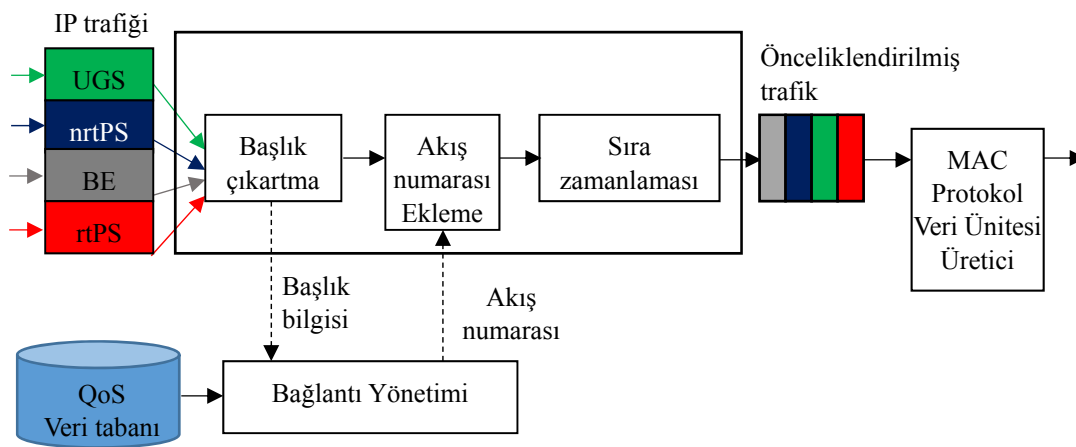 IP trafiği
UGS
nrtPS
BE
rtPS
Başlık
çıkartma
Akış
numarası
Ekleme
Sıra
zamanlaması
Önceliklendirilmiş
trafik
MAC
Protokol
Veri Ünitesi
Üretici
Başlık
bilgisi
Akış
numarası
QoS
Veri tabanı
Bağlantı Yönetimi